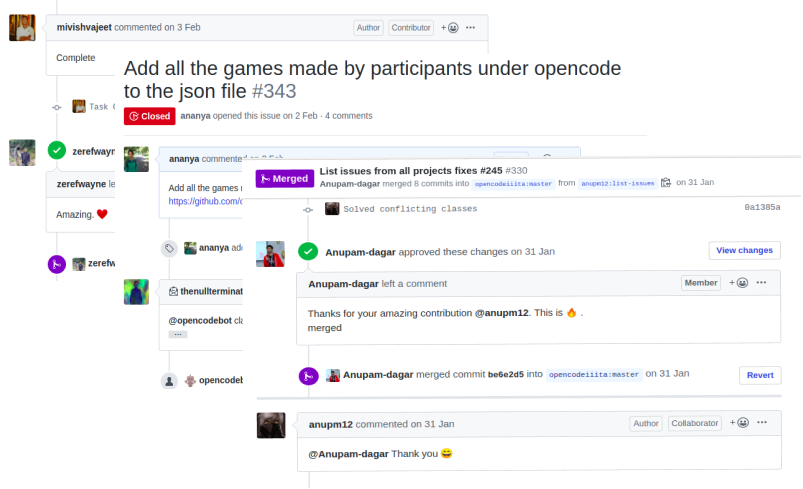 mivishvajeet commented on 3 Feb
Author Contributor
Complete
Task
zerefwayne
zerefwayne
Amazing. ❤️
zerefw
Add all the games made by participants under opencode
to the json file #343
Closed ananya opened this issue on 2 Feb · 4 comments
ananya commented 2 Feb
Add all the games
https://github.com/
ananya
thenullterminat
@opencodebot
opencodeb
Merged List issues from all projects fixes #245 #330
Anupam-dagar merged 8 commits into opencodeiiita:master from anupm12:list-issues on 31 Jan
Solved conflicting classes 0a1385a
Anupam-dagar approved these changes on 31 Jan View changes
Anupam-dagar left a comment Member
Thanks for your amazing contribution @anupm12. This is 🔥 .
merged
Anupam-dagar merged commit be6e2d5 into opencodeiiita:master on 31 Jan Revert
anupm12 commented on 31 Jan Author Collaborator
@Anupam-dagar Thank you 😄